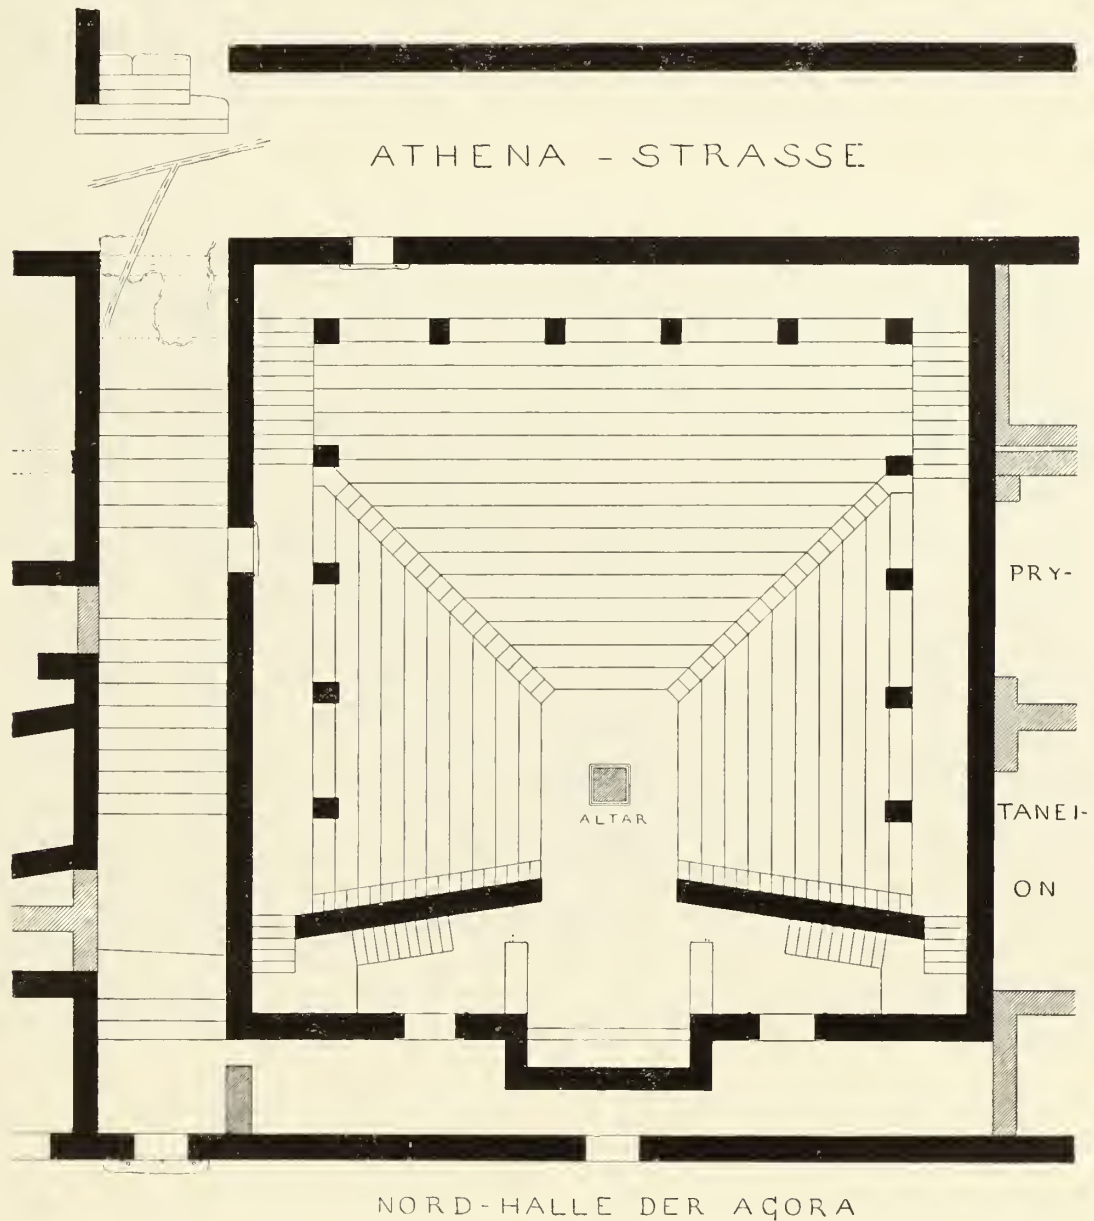 ATHENA - STRASSE
PRY-
ALTAR
TANEI-
ON
NORD-HALLE DER AGORA